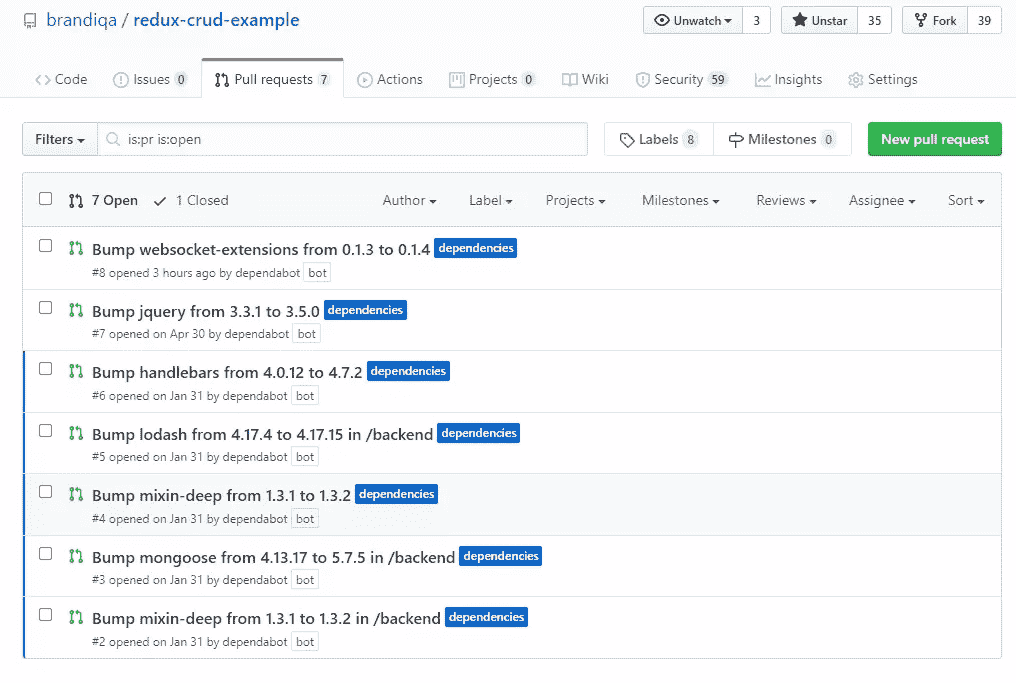 brandiqa / redux-crud-example Unwatch 3 Unstar 35 Fork 39
Code Issues 0 Pull requests 7 Actions Projects 0 Wiki Security 59 Insights Settings
Filters is:pr is:open Labels 8 Milestones 0 New pull request
7 Open 1 Closed Author Label Projects Milestones Reviews Assignee Sort
Bump websocket-extensions from 0.1.3 to 0.1.4 dependencies
#8 opened 3 hours ago by dependabot bot
Bump jquery from 3.3.1 to 3.5.0 dependencies
#7 opened on Apr 30 by dependabot bot
Bump handlebars from 4.0.12 to 4.7.2 dependencies
#6 opened on Jan 31 by dependabot bot
Bump lodash from 4.17.4 to 4.17.15 in /backend dependencies
#5 opened on Jan 31 by dependabot bot
Bump mixin-deep from 1.3.1 to 1.3.2 dependencies
#4 opened on Jan 31 by dependabot bot
Bump mongoose from 4.13.17 to 5.7.5 in /backend dependencies
#3 opened on Jan 31 by dependabot bot
Bump mixin-deep from 1.3.1 to 1.3.2 in /backend dependencies
#2 opened on Jan 31 by dependabot bot